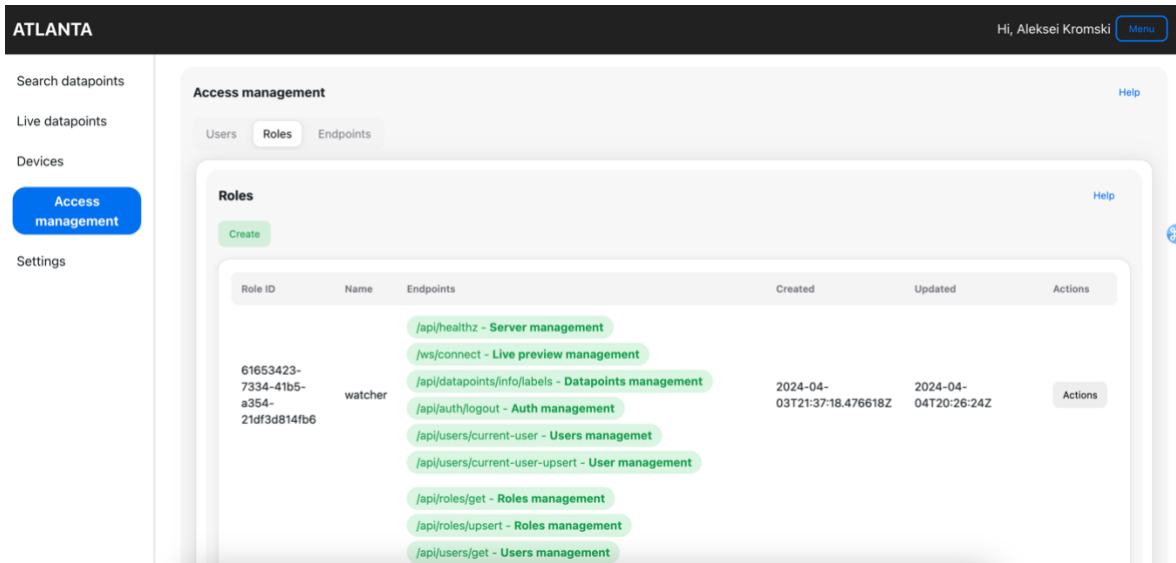 ATLANTA
Hi, Aleksei Kromski
Menu
Search datapoints
Live datapoints
Devices
Access
management
Settings
Access management
Help
Users
Roles
Endpoints
Roles
Help
Create
Role ID
Name
Endpoints
Created
Updated
Actions
61653423-
7334-41b5-
a354-
21df3d814fb6
watcher
/api/healthz - Server management
/ws/connect - Live preview management
/api/datapoints/info/labels - Datapoints management
/api/auth/logout - Auth management
/api/users/current-user - Users managemet
/api/users/current-user-upsert - User management
2024-04-
03T21:37:18.476618Z
2024-04-
04T20:26:24Z
Actions
/api/roles/get - Roles management
/api/roles/upsert - Roles management
/api/users/get - Users management